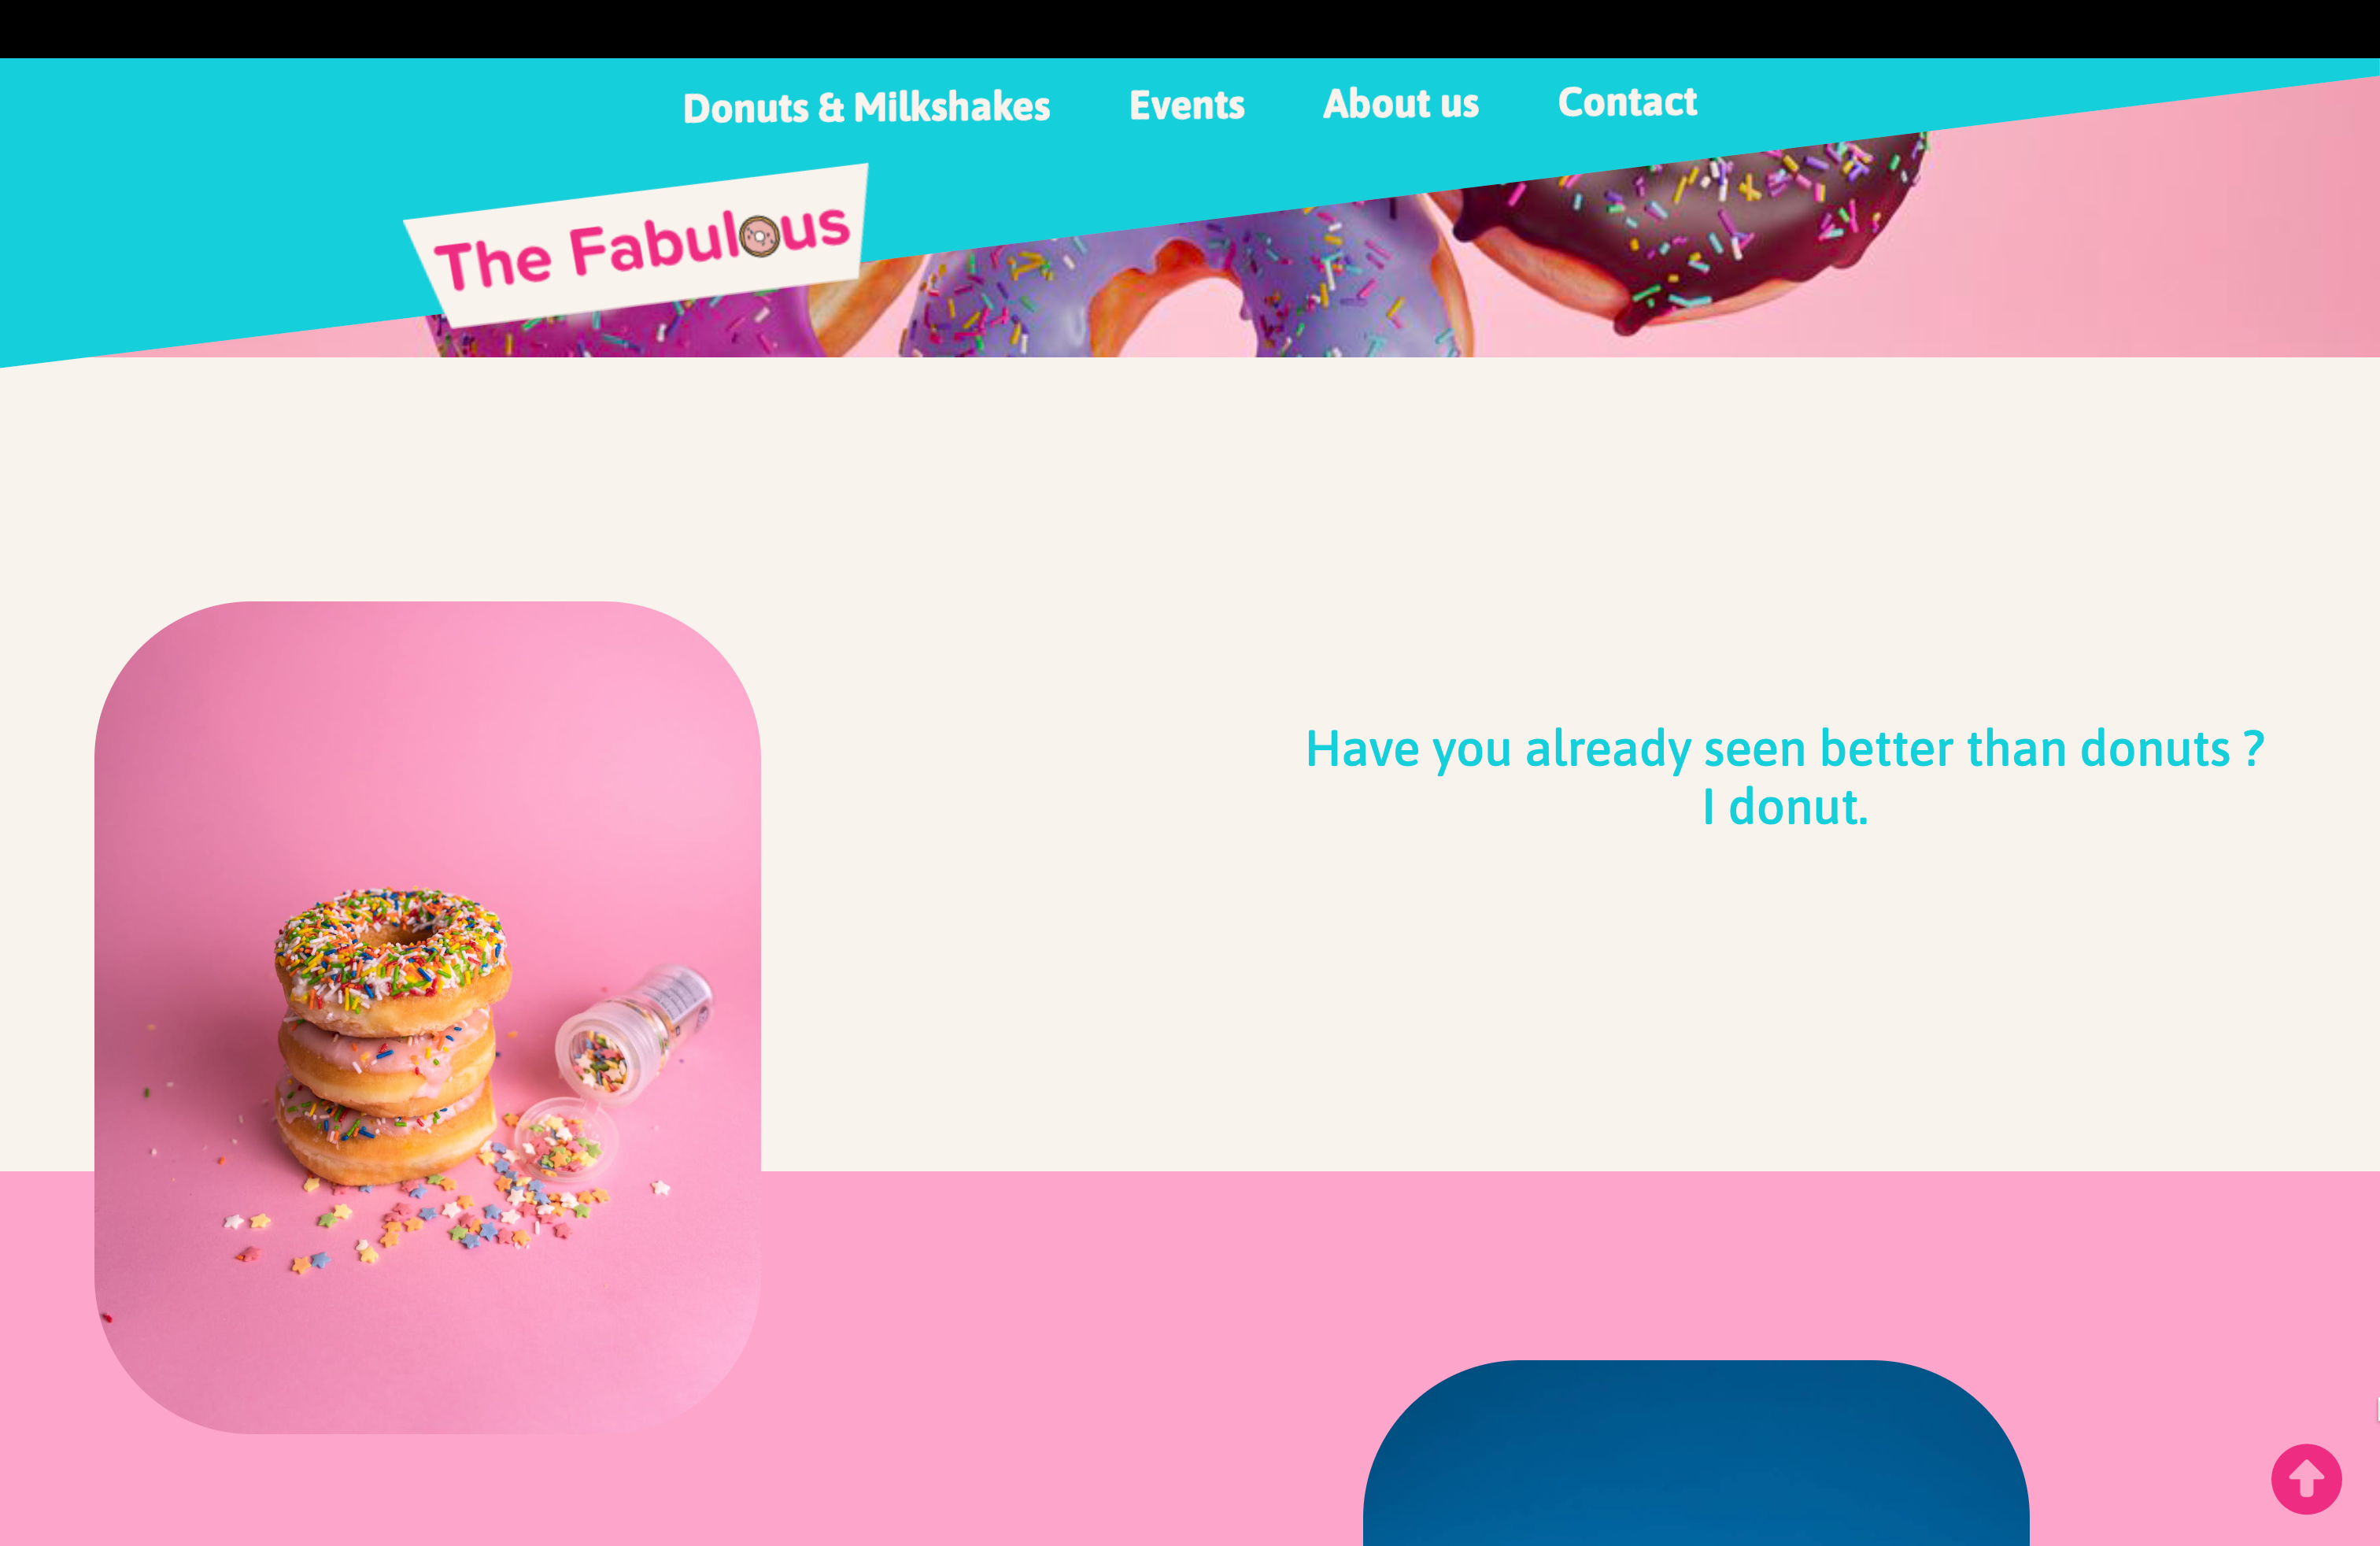 Donuts & Milkshakes Events About us Contact
The Fabulous
Have you already seen better than donuts ?
I donut.